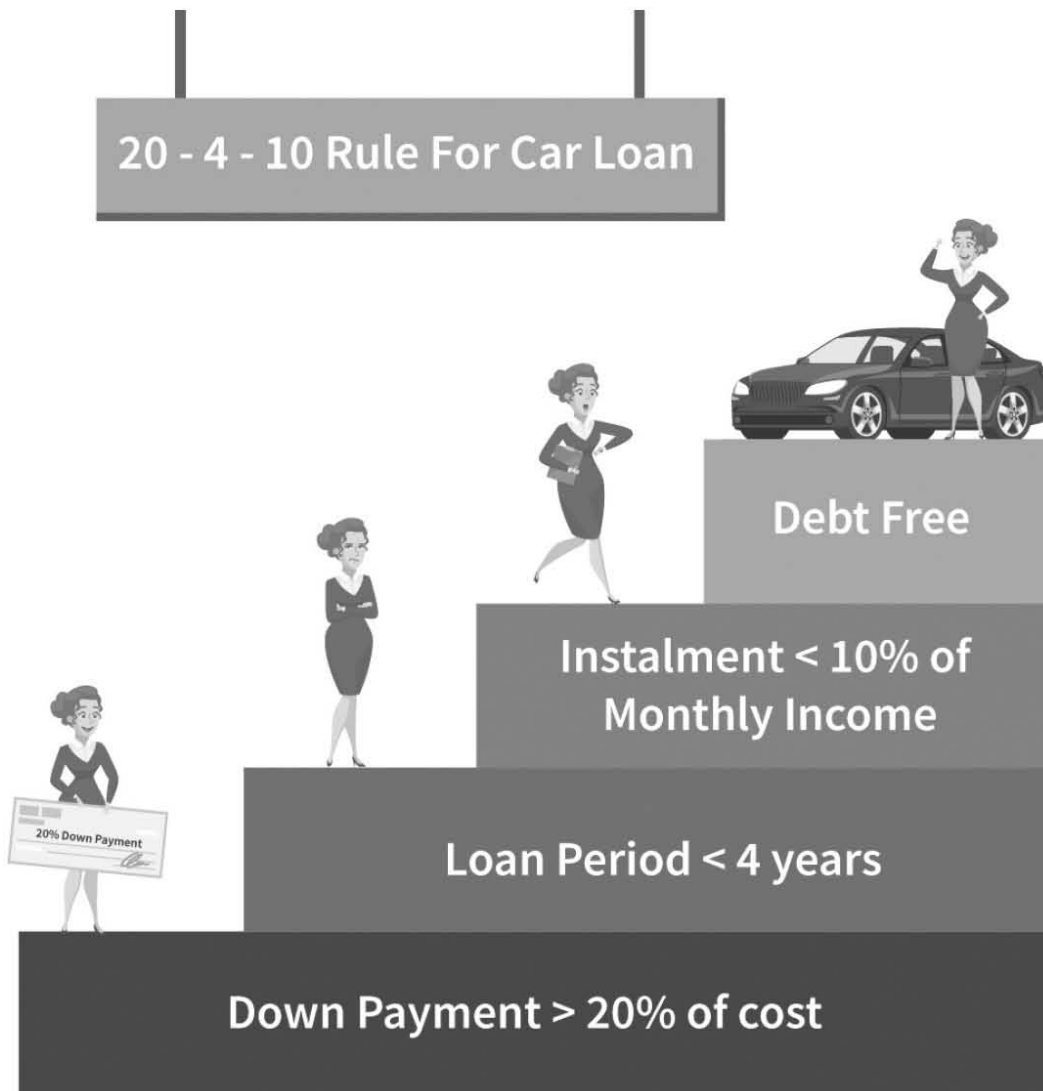 20 - 4 - 10 Rule For Car Loan
Debt Free
Instalment < 10% of
Monthly Income
20% Down Payment
Loan Period < 4 years
Down Payment > 20% of cost